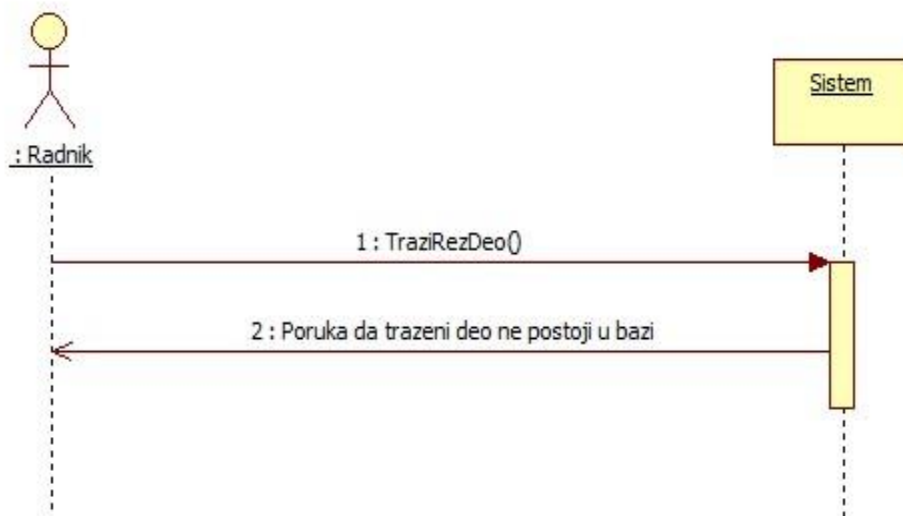 Sistem
: Radnik
1 : TraziRezDeo()
2 : Poruka da trazeni deo ne postoji u bazi